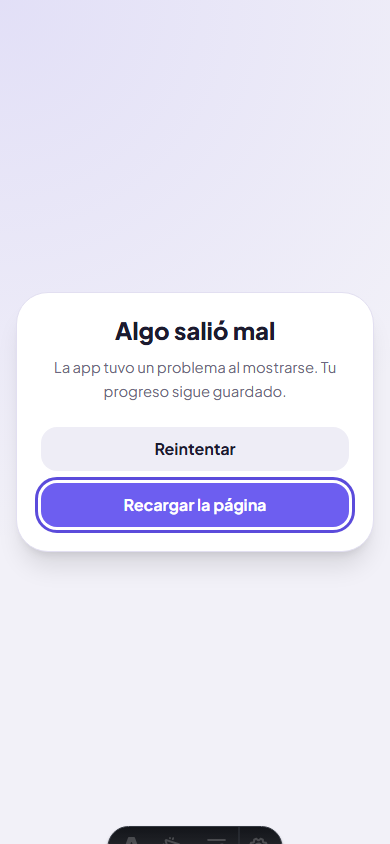 Algo salió mal
La app tuvo un problema al mostrarse. Tu
progreso sigue guardado.
Reintentar
Recargar la página